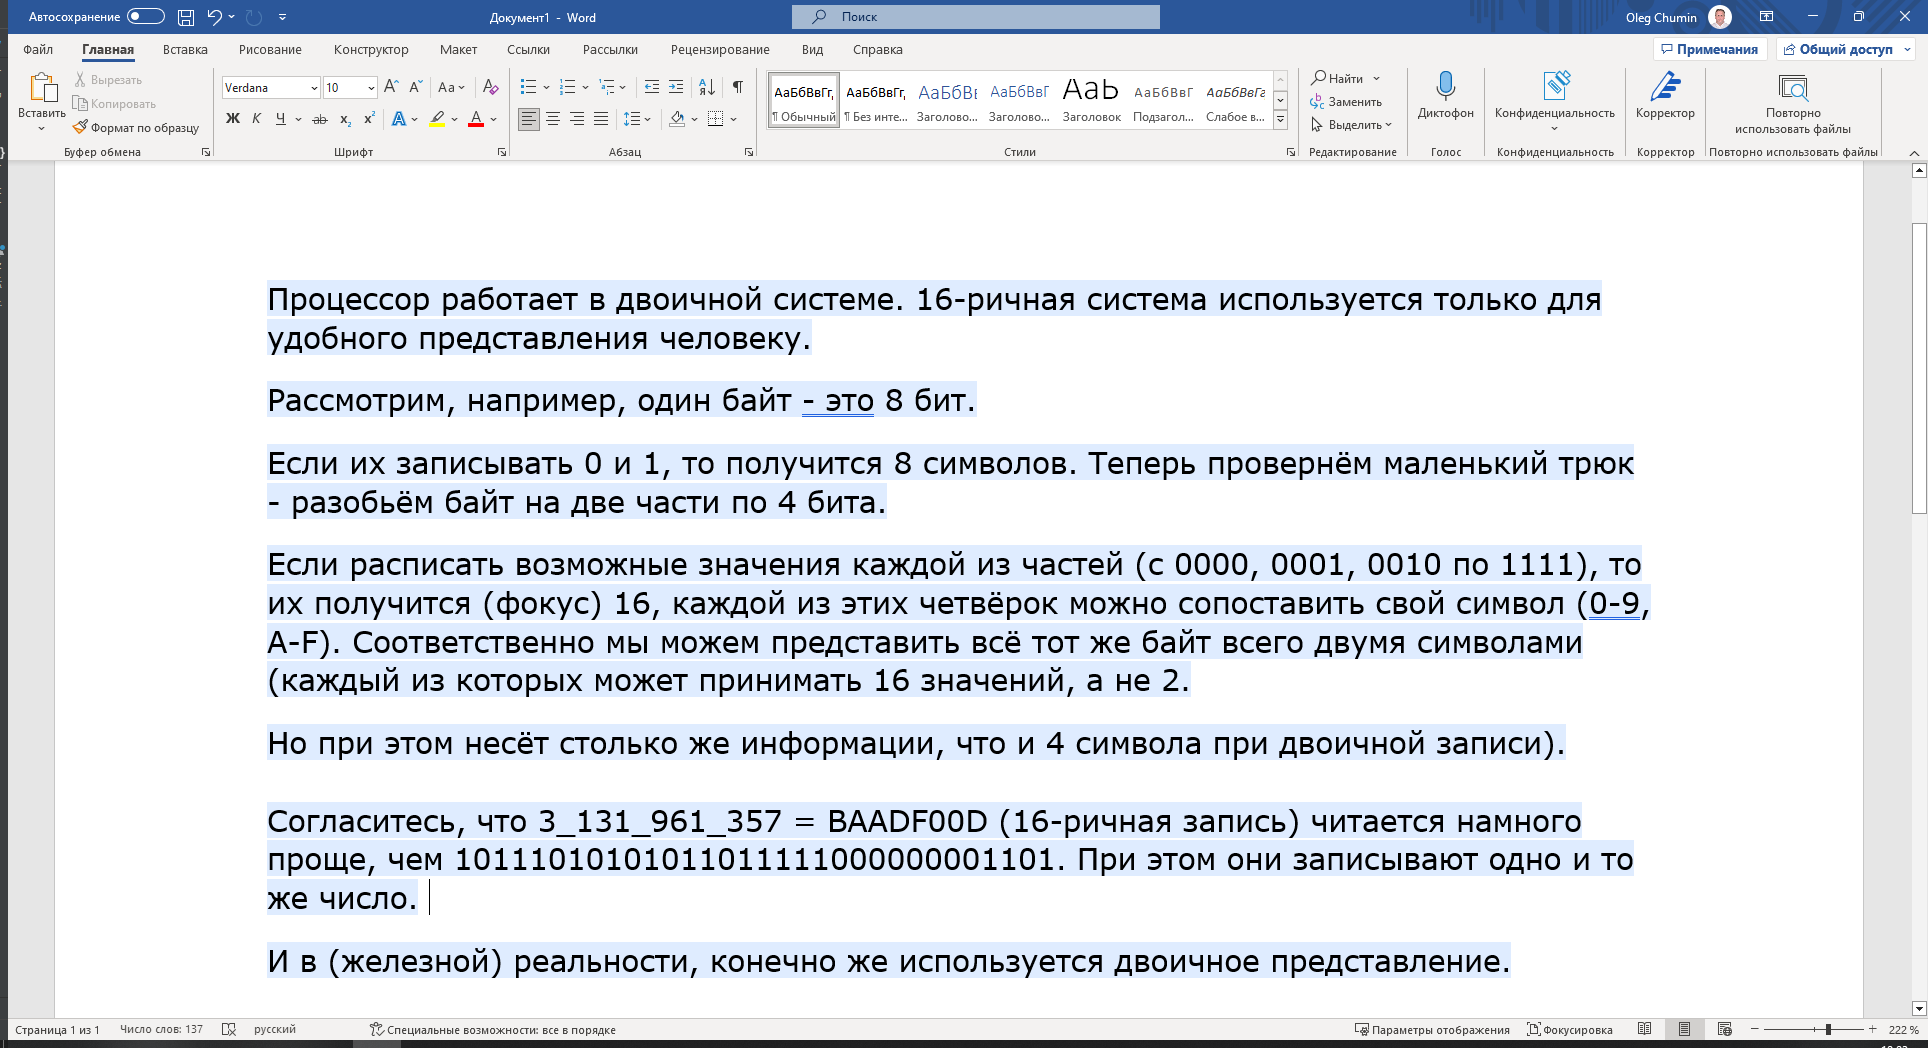 Автосохранение
Документ1 - Word
Поиск
Oleg Chumin
Файл Главная Вставка Рисование Конструктор Макет Ссылки Рассылки Рецензирование Вид Справка
Примечания Общий доступ
Вставить
Вырезать
Копировать
Формат по образцу
Буфер обмена
Verdana 10
Aa
Ж К Ч ab x₂ x²
Шрифт
Абзац
АаБбВвГг, АаБбВвГг, АаБбВı АаБбВвГ АаЬ АаБбВвГ АаБбВвГг
¶ Обычный ¶ Без инте... Заголово... Заголово... Заголовок Подзагол... Слабое в...
Стили
Найти
Заменить
Выделить
Редактирование
Диктофон
Голос
Конфиденциальность
Конфиденциальность
Корректор
Корректор
Повторно
использовать файлы
Повторно использовать файлы
Процессор работает в двоичной системе. 16-ричная система используется только для
удобного представления человеку.
Рассмотрим, например, один байт - это 8 бит.
Если их записывать 0 и 1, то получится 8 символов. Теперь провернём маленький трюк
- разобьём байт на две части по 4 бита.
Если расписать возможные значения каждой из частей (с 0000, 0001, 0010 по 1111), то
их получится (фокус) 16, каждой из этих четвёрок можно сопоставить свой символ (0-9,
A-F). Соответственно мы можем представить всё тот же байт всего двумя символами
(каждый из которых может принимать 16 значений, а не 2.
Но при этом несёт столько же информации, что и 4 символа при двоичной записи).
Согласитесь, что 3_131_961_357 = BAADF00D (16-ричная запись) читается намного
проще, чем 10111010101011011111000000001101. При этом они записывают одно и то
же число.
И в (железной) реальности, конечно же используется двоичное представление.
Страница 1 из 1 Число слов: 137 русский Специальные возможности: все в порядке Параметры отображения Фокусировка 222 %